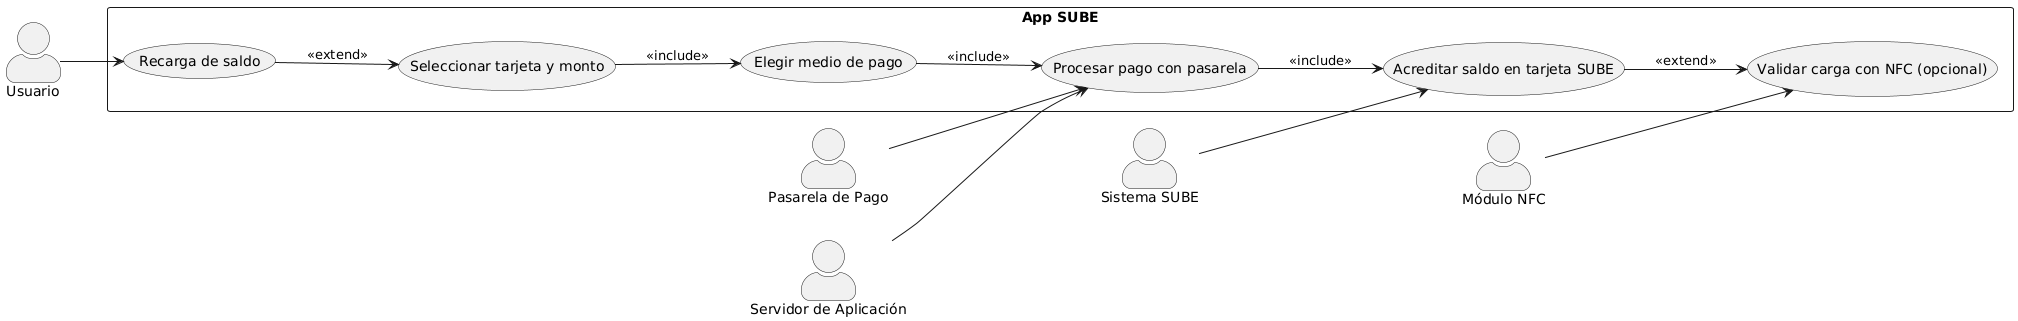 App SUBE
Usuario
Recarga de saldo
«extend»
Seleccionar tarjeta y monto
«include»
Elegir medio de pago
«include»
Procesar pago con pasarela
«include»
Acreditar saldo en tarjeta SUBE
«extend»
Validar carga con NFC (opcional)
Pasarela de Pago
Sistema SUBE
Módulo NFC
Servidor de Aplicación